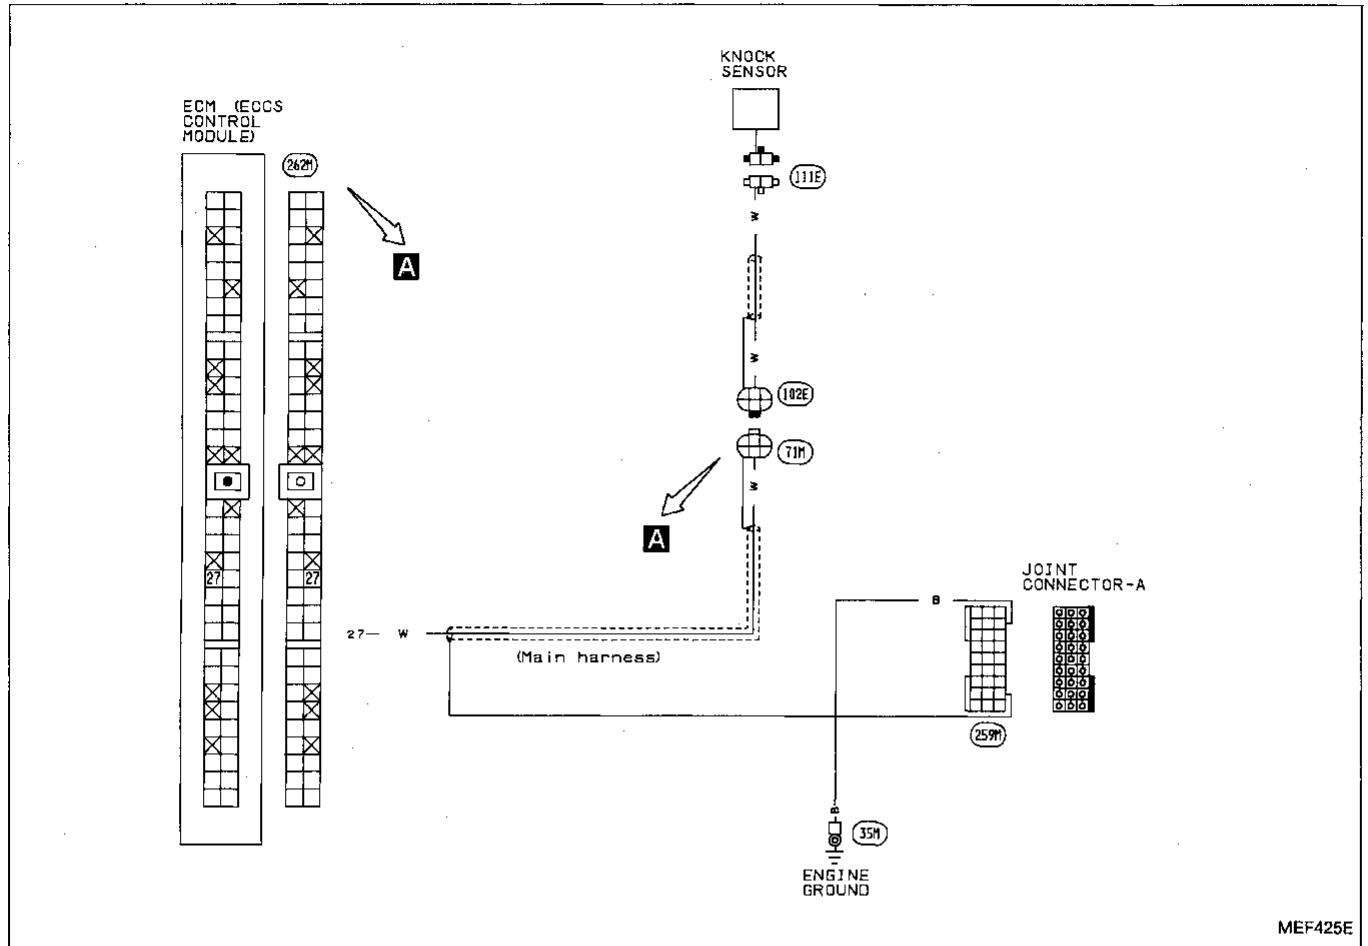 KNOCK
SENSOR
ECM (ECCS
CONTROL
MODULE)
262M
111E
A
W
W
102E
71M
W
A
27
27
JOINT
CONNECTOR-A
B
27— W
(Main harness)
259M
B
35M
ENGINE
GROUND
MEF425E